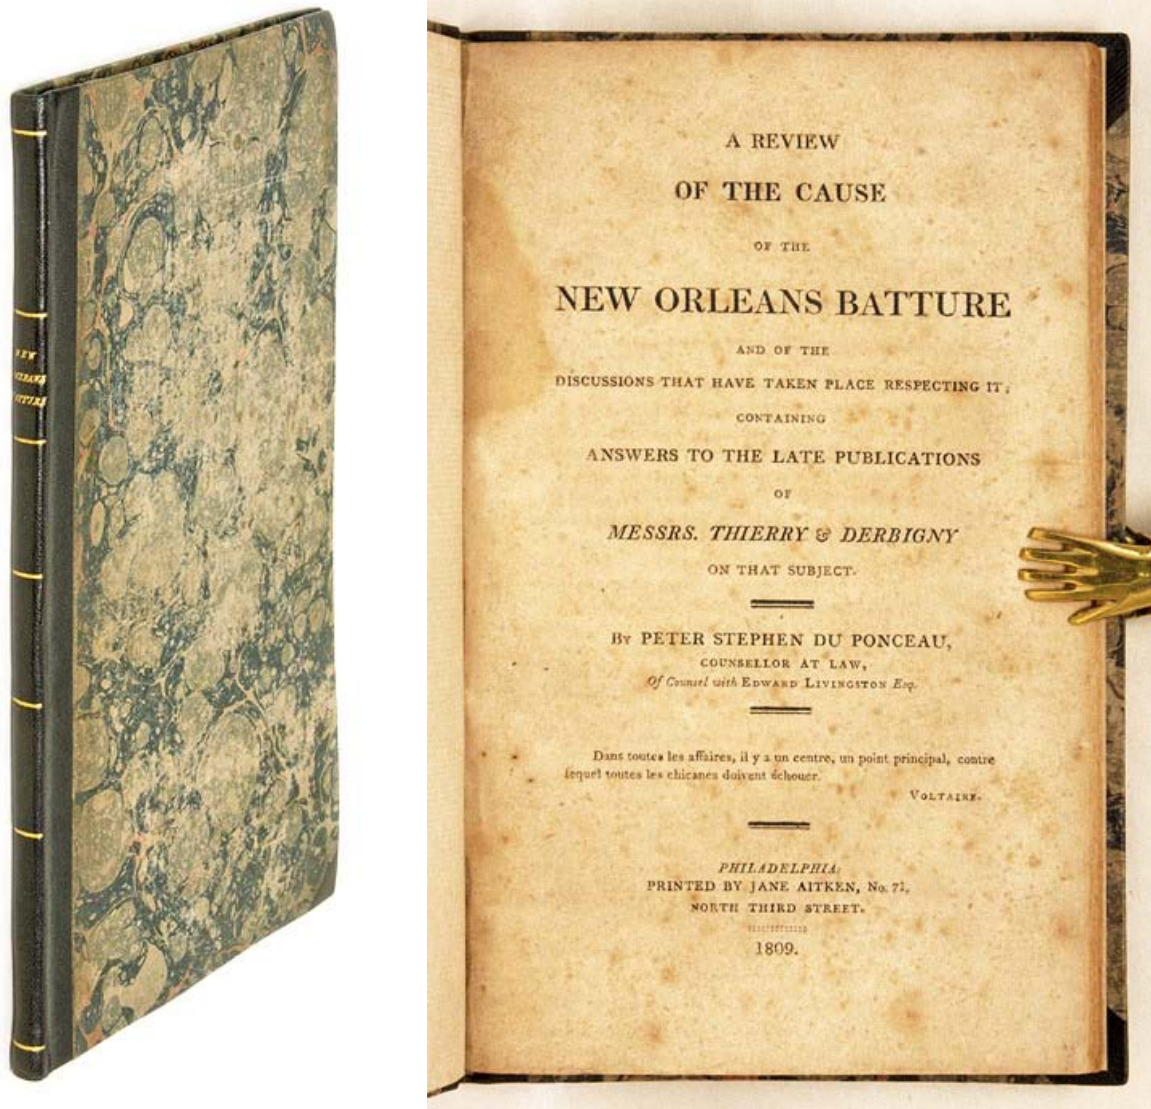 NEW
A REVIEW
OF THE CAUSE
OF THE
NEW ORLEANS BATTURE
AND OF THE
DISCUSSIONS THAT HAVE TAKEN PLACE RESPECTING IT;
CONTAINING
ANSWERS TO THE LATE PUBLICATIONS
OF
MESSRS. THIERRY & DERBIGNY
ON THAT SUBJECT.
BY PETER STEPHEN DU PONCEAU,
COUNSELLOR AT LAW,
Of Counsel with EDWARD LIVINGSTON Esq.
Dans toutes les affaires, il y a un centre, un point principal, contre
lequel toutes les chicanes doivent échouer.
VOLTAIRE.
PHILADELPHIA:
PRINTED BY JANE AITKEN, No. 71,
NORTH THIRD STREET.
1809.